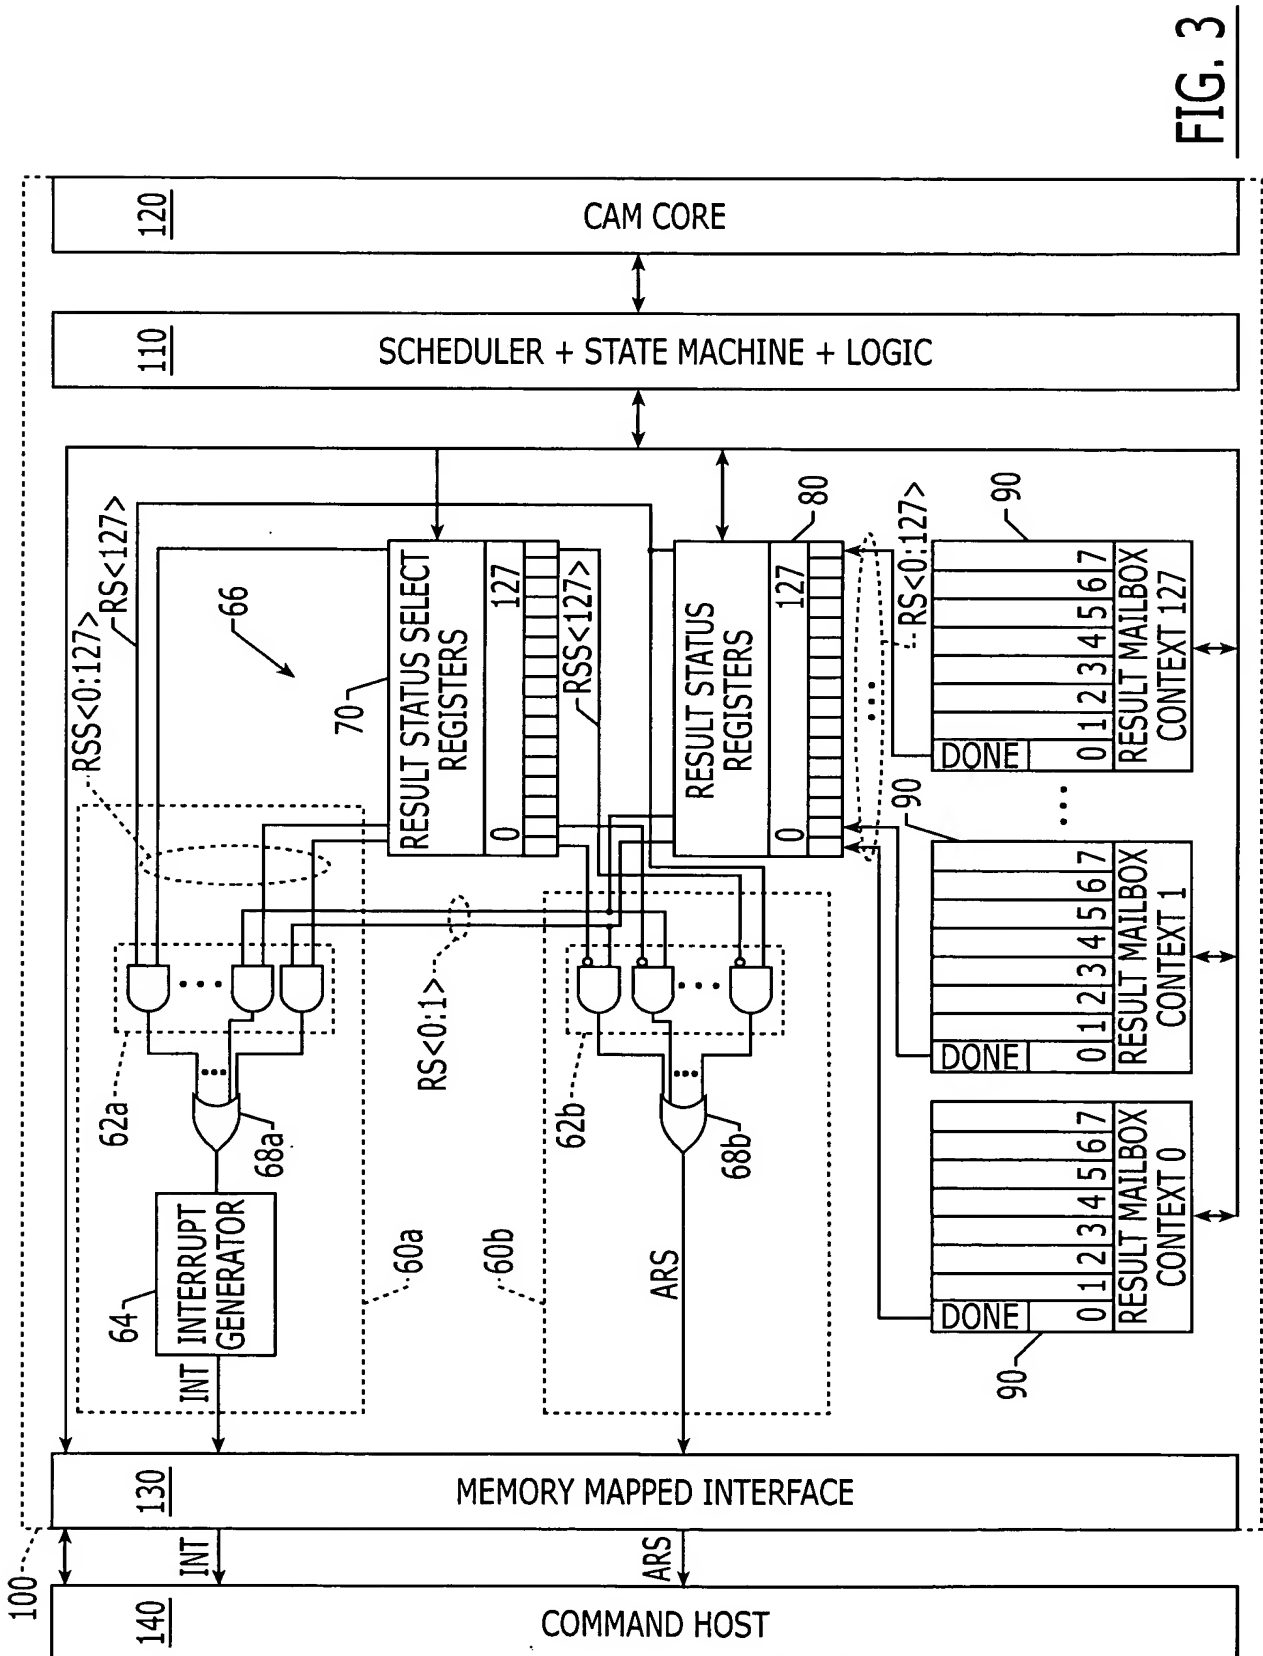 FIG. 3
120
CAM CORE
110
SCHEDULER + STATE MACHINE + LOGIC
RS<127>
RSS<0:127>
66
70
RESULT STATUS SELECT
REGISTERS
0
127
RSS<127>
RESULT STATUS
REGISTERS
0
127
80
RS<0:127>
RS<0:1>
62a
68a
64
INTERRUPT
GENERATOR
INT
60a
62b
68b
60b
ARS
90
DONE
0 1 2 3 4 5 6 7
RESULT MAILBOX
CONTEXT 0
90
DONE
0 1 2 3 4 5 6 7
RESULT MAILBOX
CONTEXT 1
90
DONE
0 1 2 3 4 5 6 7
RESULT MAILBOX
CONTEXT 127
130
MEMORY MAPPED INTERFACE
100
INT
ARS
140
COMMAND HOST